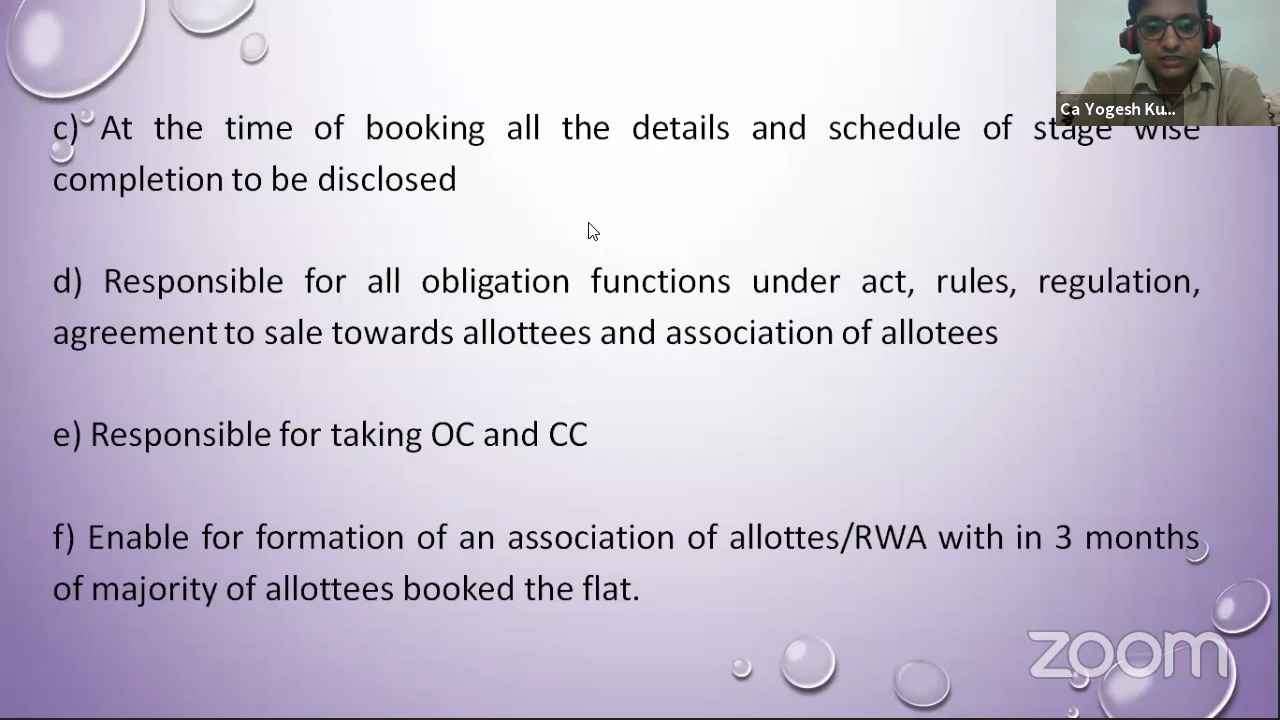 Ca Yogesh Ku...
c) At the time of booking all the details and schedule of stage wise
completion to be disclosed
d) Responsible for all obligation functions under act, rules, regulation,
agreement to sale towards allottees and association of allotees
e) Responsible for taking OC and CC
f) Enable for formation of an association of allottes/RWA with in 3 months
of majority of allottees booked the flat.
zoom